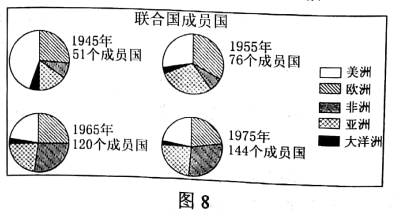 联合国成员国
1945年
51个成员国
1955年
76个成员国
1965年
120个成员国
1975年
144个成员国
美洲
欧洲
非洲
亚洲
大洋洲
图8